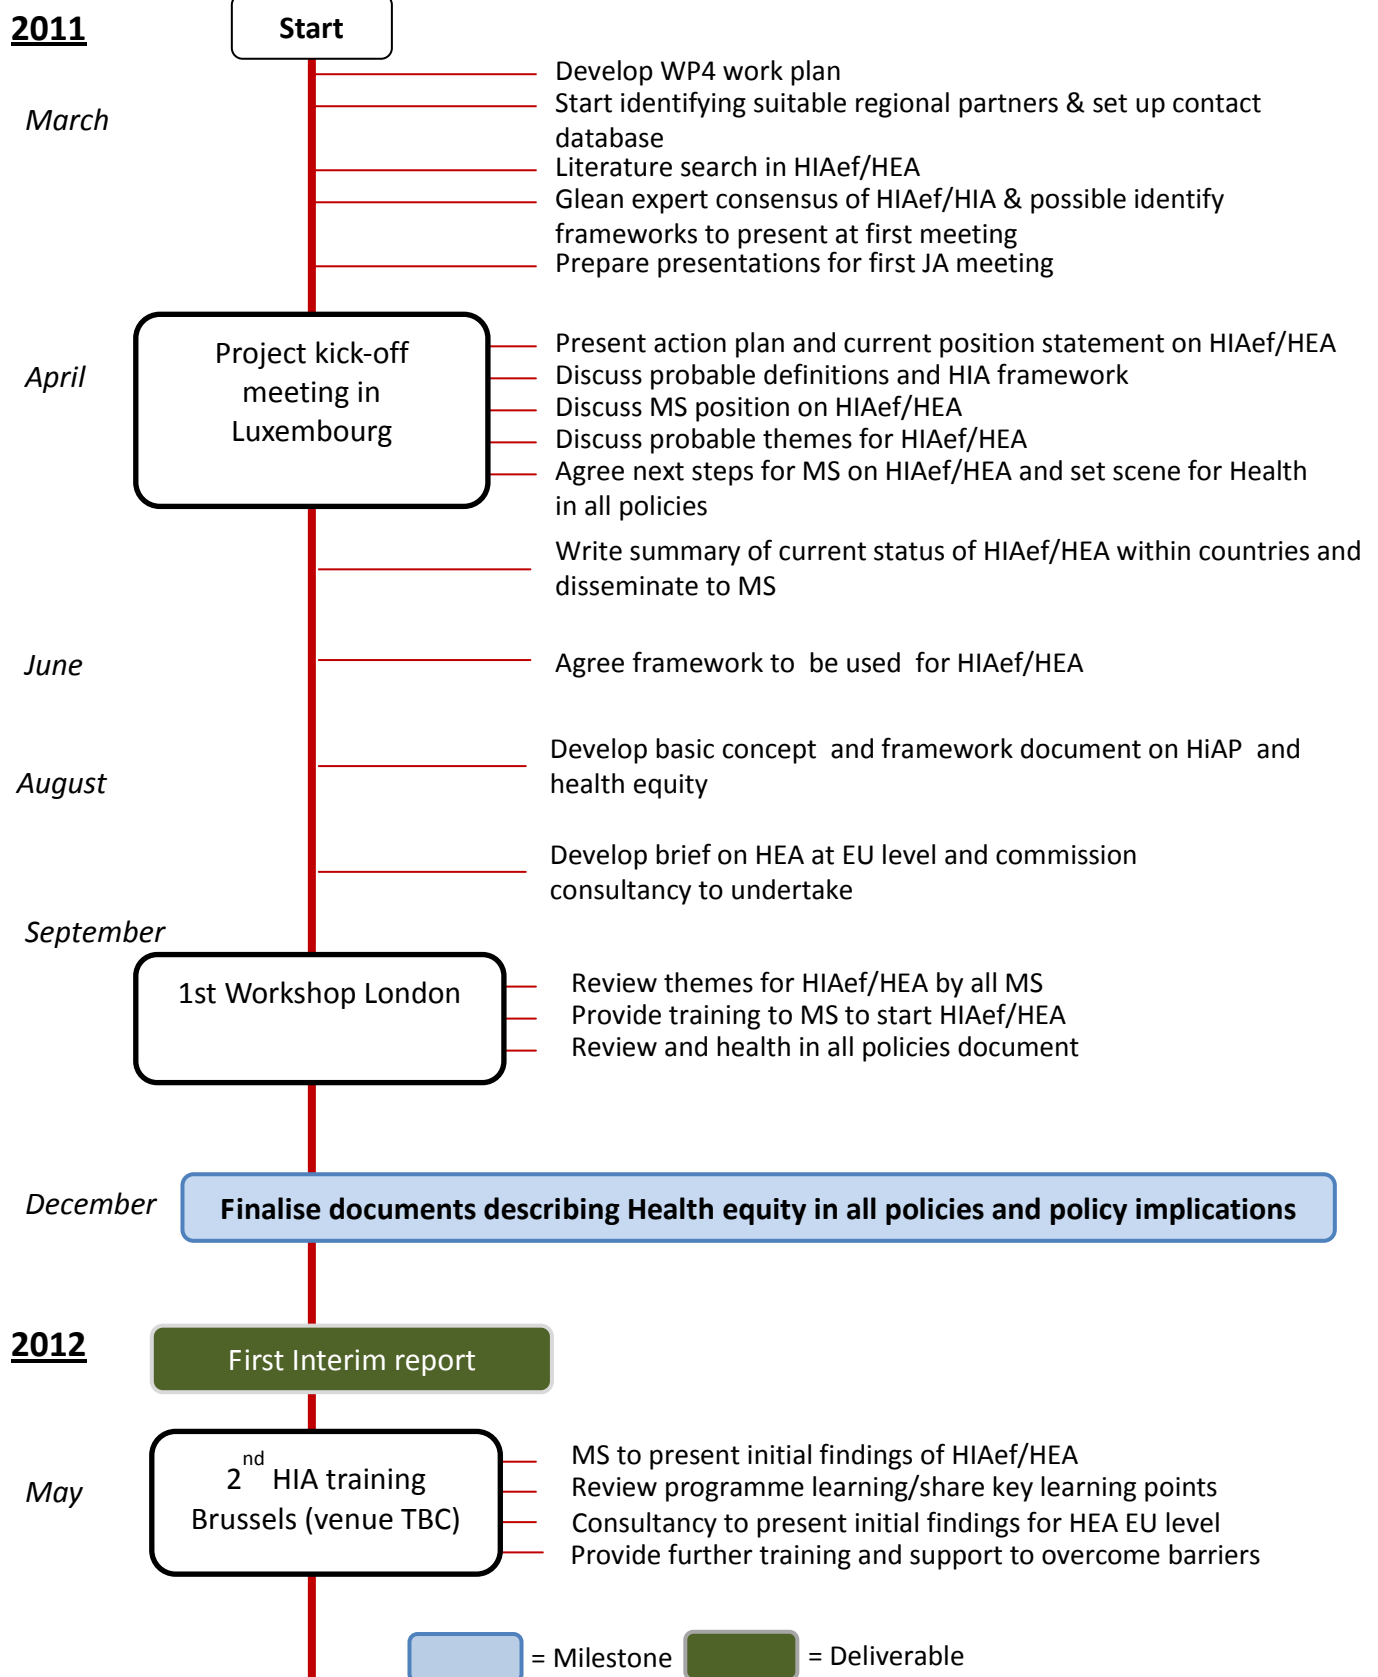 2011
Start
March
Develop WP4 work plan
Start identifying suitable regional partners & set up contact
database
Literature search in HIAef/HEA
Glean expert consensus of HIAef/HIA & possible identify
frameworks to present at first meeting
Prepare presentations for first JA meeting
April
Project kick-off
meeting in
Luxembourg
Present action plan and current position statement on HIAef/HEA
Discuss probable definitions and HIA framework
Discuss MS position on HIAef/HEA
Discuss probable themes for HIAef/HEA
Agree next steps for MS on HIAef/HEA and set scene for Health
in all policies
Write summary of current status of HIAef/HEA within countries and
disseminate to MS
June
Agree framework to be used for HIAef/HEA
August
Develop basic concept and framework document on HiAP and
health equity
Develop brief on HEA at EU level and commission
consultancy to undertake
September
1st Workshop London
Review themes for HIAef/HEA by all MS
Provide training to MS to start HIAef/HEA
Review and health in all policies document
December
Finalise documents describing Health equity in all policies and policy implications
2012
First Interim report
May
2nd HIA training
Brussels (venue TBC)
MS to present initial findings of HIAef/HEA
Review programme learning/share key learning points
Consultancy to present initial findings for HEA EU level
Provide further training and support to overcome barriers
= Milestone
= Deliverable